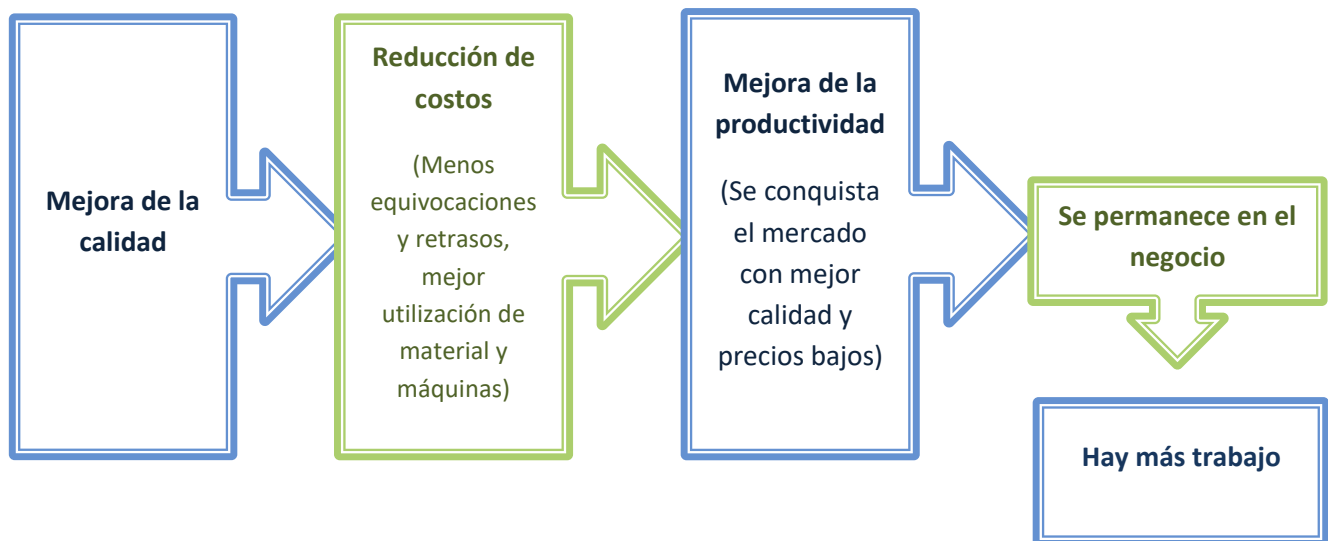 Mejora de la
calidad
Reducción de
costos
(Menos
equivocaciones
y retrasos,
mejor
utilización de
material y
máquinas)
Mejora de la
productividad
(Se conquista
el mercado
con mejor
calidad y
precios bajos)
Se permanece en el
negocio
Hay más trabajo